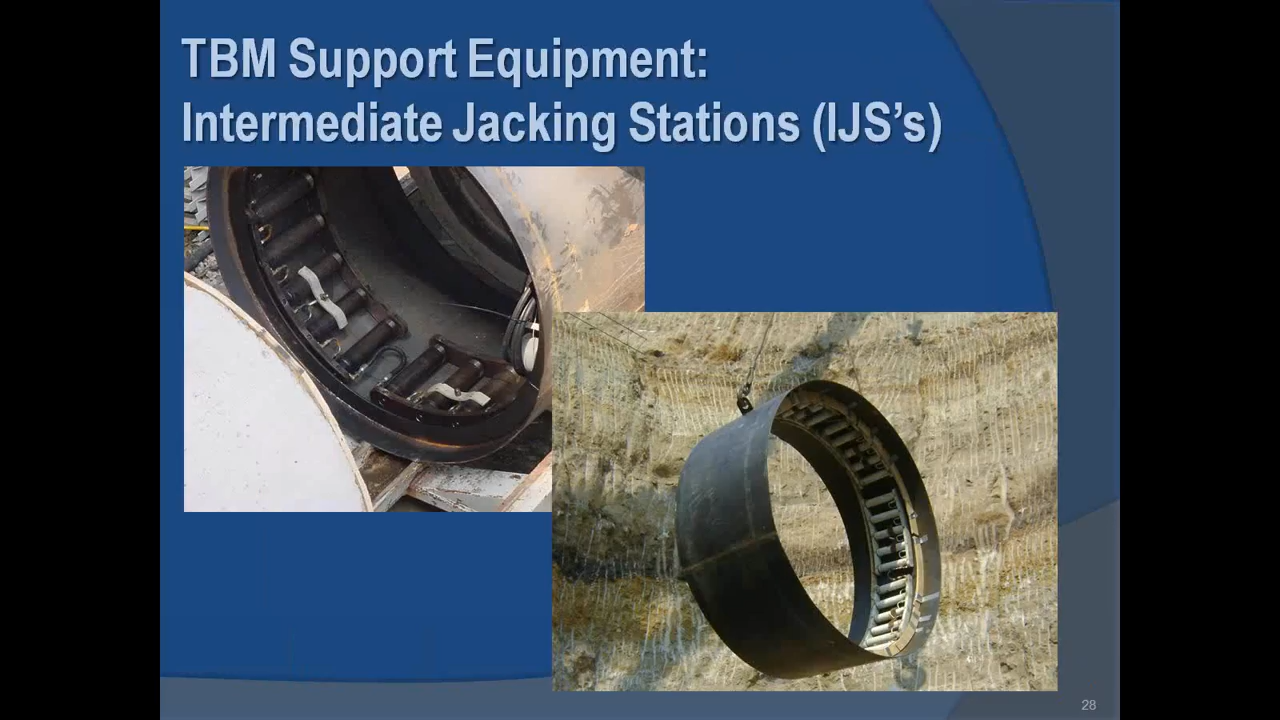 TBM Support Equipment:
Intermediate Jacking Stations (IJS’s)
28